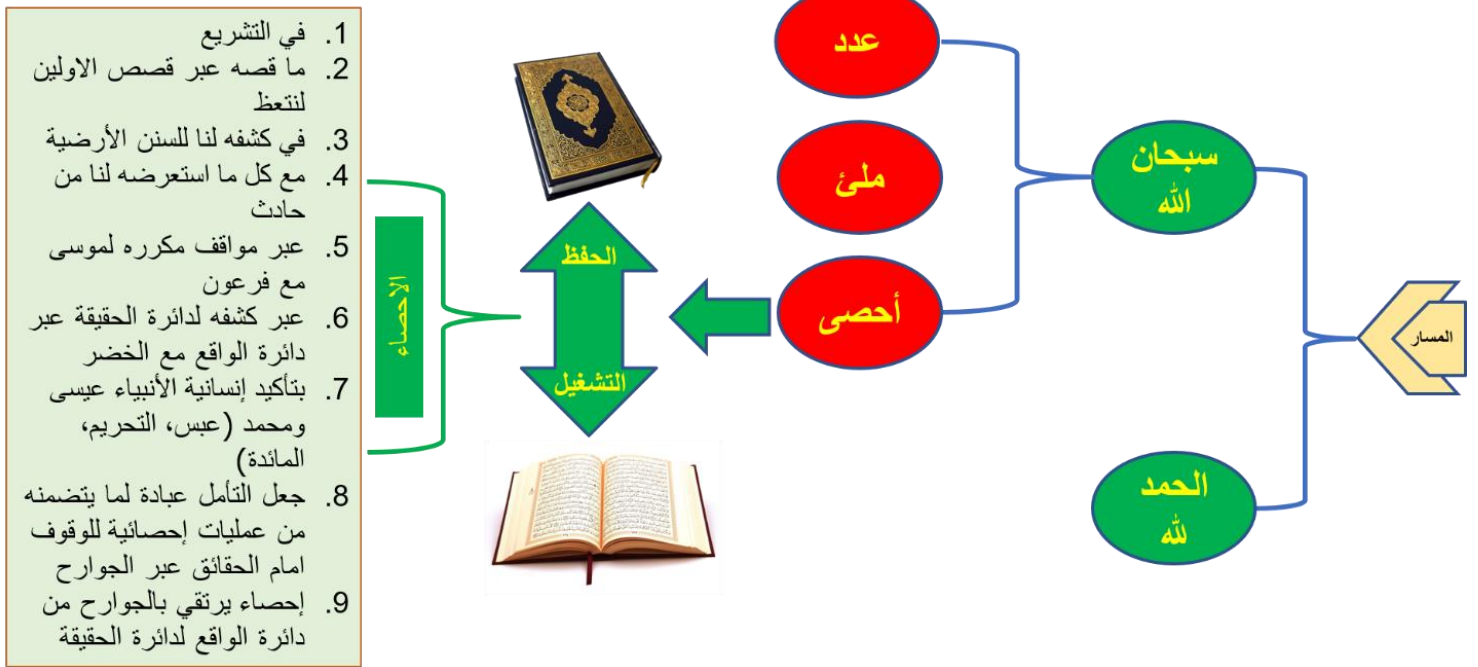 المسار
سبحان
الله
الحمد
لله
عدد
ملئ
أحصى
الحفظ
التشغيل
الاحصاء
1. في التشريع
2. ما قصه عبر قصص الاولين
لنتعظ
3. في كشفه لنا للسنن الأرضية
4. مع كل ما استعرضه لنا من
حادث
5. عبر مواقف مكرره لموسى
مع فرعون
6. عبر كشفه لدائرة الحقيقة عبر
دائرة الواقع مع الخضر
7. بتأكيد إنسانية الأنبياء عيسى
ومحمد (عبس، التحريم،
المائدة)
8. جعل التأمل عبادة لما يتضمنه
من عمليات إحصائية للوقوف
امام الحقائق عبر الجوارح
9. إحصاء يرتقي بالجوارح من
دائرة الواقع لدائرة الحقيقة